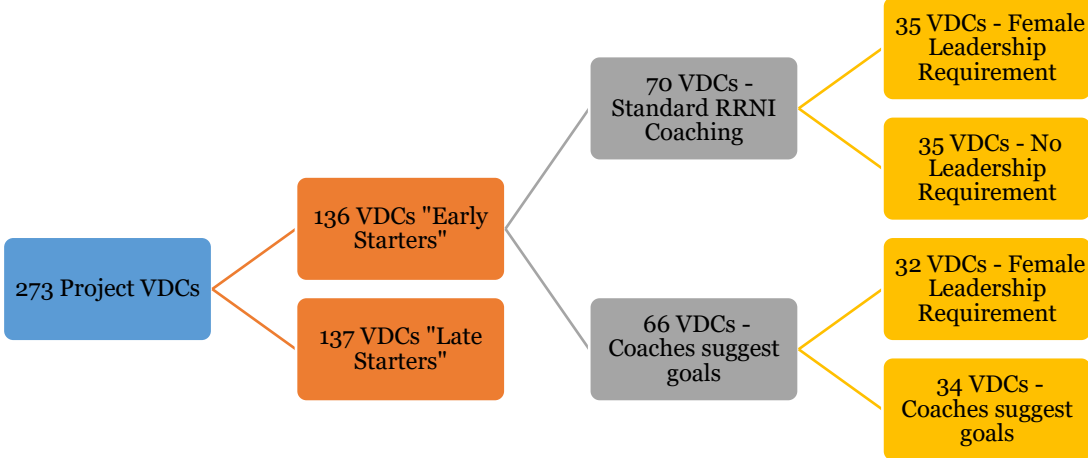 273 Project VDCs
136 VDCs "Early
Starters"
137 VDCs "Late
Starters"
70 VDCs -
Standard RRNI
Coaching
66 VDCs -
Coaches suggest
goals
35 VDCs - Female
Leadership
Requirement
35 VDCs - No
Leadership
Requirement
32 VDCs - Female
Leadership
Requirement
34 VDCs -
Coaches suggest
goals